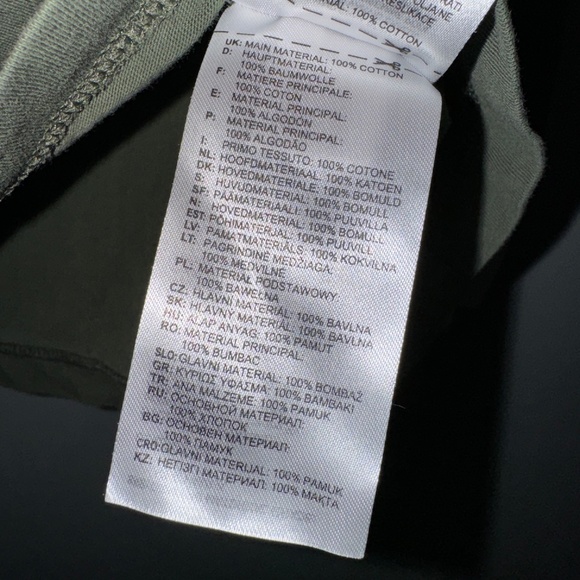 OLJANE
RESUCKAĆE
MATERIAL: 100% COTTON
UK: MAIN MATERIAL: 100% COTTON
D: HAUPTMATERIAL:
100% BAUMWOLLE
F: MATIERE PRINCIPALE:
100% COTON
E: MATERIAL PRINCIPAL:
100% ALGODÓN
P: MATERIAL PRINCIPAL:
100% ALGODÃO
I: PRIMO TESSUTO: 100% COTONE
NL: HOOFDMATERIAAL: 100% KATOEN
DK: HOVEDMATERIALE: 100% BOMULD
S: HUVUDMATERIAL: 100% BOMULL
SF: PÄÄMATERIAALI: 100% PUUVILLA
N: HOVEDMATERIAL: 100% BOMULL
EST: PÕHIMATERJAL: 100% PUUVILL
LV: PAMATMATERIĀLS: 100% KOKVILNA
LT: PAGRINDINĖ MEDŽIAGA:
100% MEDVILNĖ
PL: MATERIAŁ PODSTAWOWY:
100% BAWEŁNA
CZ: HLAVNÍ MATERIÁL: 100% BAVLNA
SK: HLAVNÝ MATERIÁL: 100% BAVLNA
HU: ALAP ANYAG: 100% PAMUT
RO: MATERIAL PRINCIPAL:
100% BUMBAC
SLO: GLAVNI MATERIAL: 100% BOMBAŽ
GR: ΚΥΡΙΟΣ ΥΦΑΣΜΑ: 100% ΒΑΜΒΑΚΙ
TR: ANA MALZEME: 100% PAMUK
RU: ОСНОВНОЙ МАТЕРИАЛ:
100% ХЛОПОК
BG: ОСНОВЕН МАТЕРИАЛ:
100% ПАМУК
CRO: GLAVNI MATERIJAL: 100% PAMUK
KZ: НЕГІЗГІ МАТЕРИАЛ: 100% МАҚТА